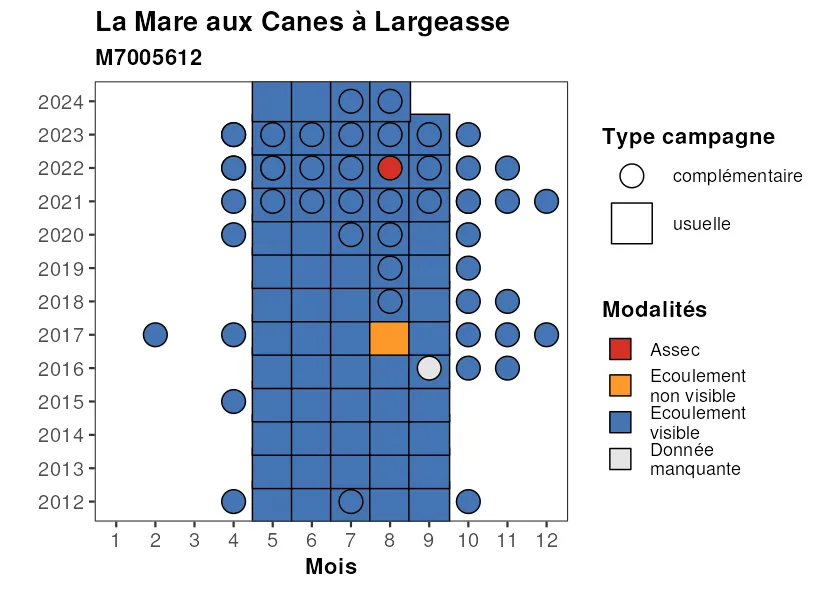 La Mare aux Canes à Largeasse
M7005612
2024
2023
2022
2021
2020
2019
2018
2017
2016
2015
2014
2013
2012
1 2 3 4 5 6 7 8 9 10 11 12
Mois
Type campagne
complémentaire
usuelle
Modalités
Assec
Ecoulement
non visible
Ecoulement
visible
Donnée
manquante